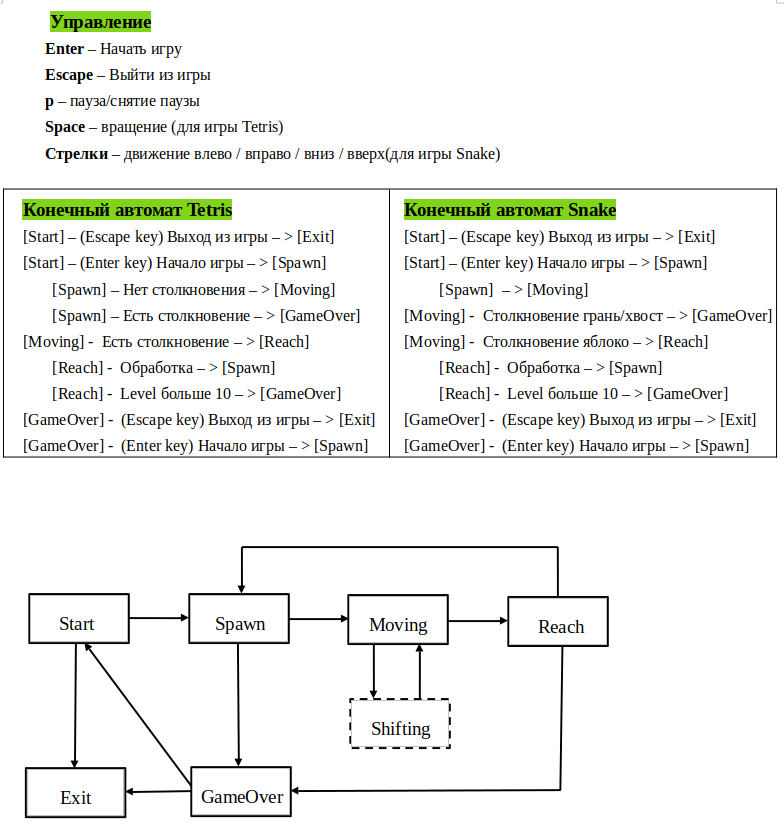 Управление
Enter – Начать игру
Escape – Выйти из игры
p – пауза/снятие паузы
Space – вращение (для игры Tetris)
Стрелки – движение влево / вправо / вниз / вверх(для игры Snake)
Конечный автомат Tetris
[Start] – (Escape key) Выход из игры – > [Exit]
[Start] – (Enter key) Начало игры – > [Spawn]
[Spawn] – Нет столкновения – > [Moving]
[Spawn] – Есть столкновение – > [GameOver]
[Moving] - Есть столкновение – > [Reach]
[Reach] - Обработка – > [Spawn]
[Reach] - Level больше 10 – > [GameOver]
[GameOver] - (Escape key) Выход из игры – > [Exit]
[GameOver] - (Enter key) Начало игры – > [Spawn]
Конечный автомат Snake
[Start] – (Escape key) Выход из игры – > [Exit]
[Start] – (Enter key) Начало игры – > [Spawn]
[Spawn] – > [Moving]
[Moving] - Столкновение грань/хвост – > [GameOver]
[Moving] - Столкновение яблоко – > [Reach]
[Reach] - Обработка – > [Spawn]
[Reach] - Level больше 10 – > [GameOver]
[GameOver] - (Escape key) Выход из игры – > [Exit]
[GameOver] - (Enter key) Начало игры – > [Spawn]
Start
Spawn
Moving
Reach
Shifting
Exit
GameOver